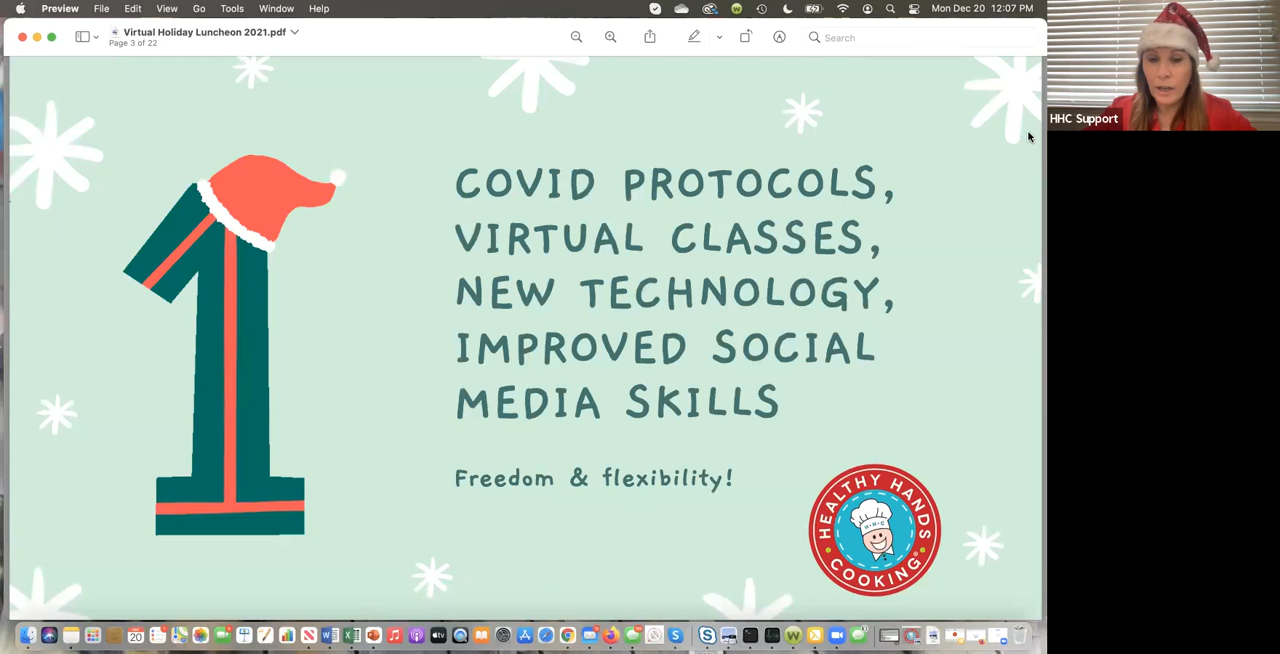 Preview File Edit View Go Tools Window Help Mon Dec 20 12:07 PM
Virtual Holiday Luncheon 2021.pdf
Page 3 of 22
Search
HHC Support
1
COVID PROTOCOLS,
VIRTUAL CLASSES,
NEW TECHNOLOGY,
IMPROVED SOCIAL
MEDIA SKILLS
Freedom & flexibility!
HEALTHY HANDS
H·H·C
COOKING®
20